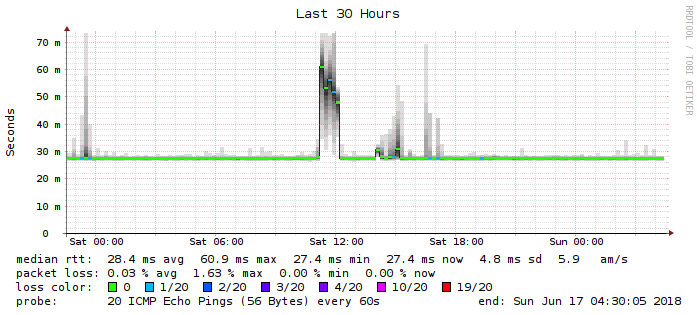 Last 30 Hours
RRDTOOL / TOBI OETIKER
Seconds
70 m
60 m
50 m
40 m
30 m
20 m
10 m
0
Sat 00:00 Sat 06:00 Sat 12:00 Sat 18:00 Sun 00:00
median rtt: 28.4 ms avg 60.9 ms max 27.4 ms min 27.4 ms now 4.8 ms sd 5.9 am/s
packet loss: 0.03 % avg 1.63 % max 0.00 % min 0.00 % now
loss color: 0 1/20 2/20 3/20 4/20 10/20 19/20
probe: 20 ICMP Echo Pings (56 Bytes) every 60s end: Sun Jun 17 04:30:05 2018